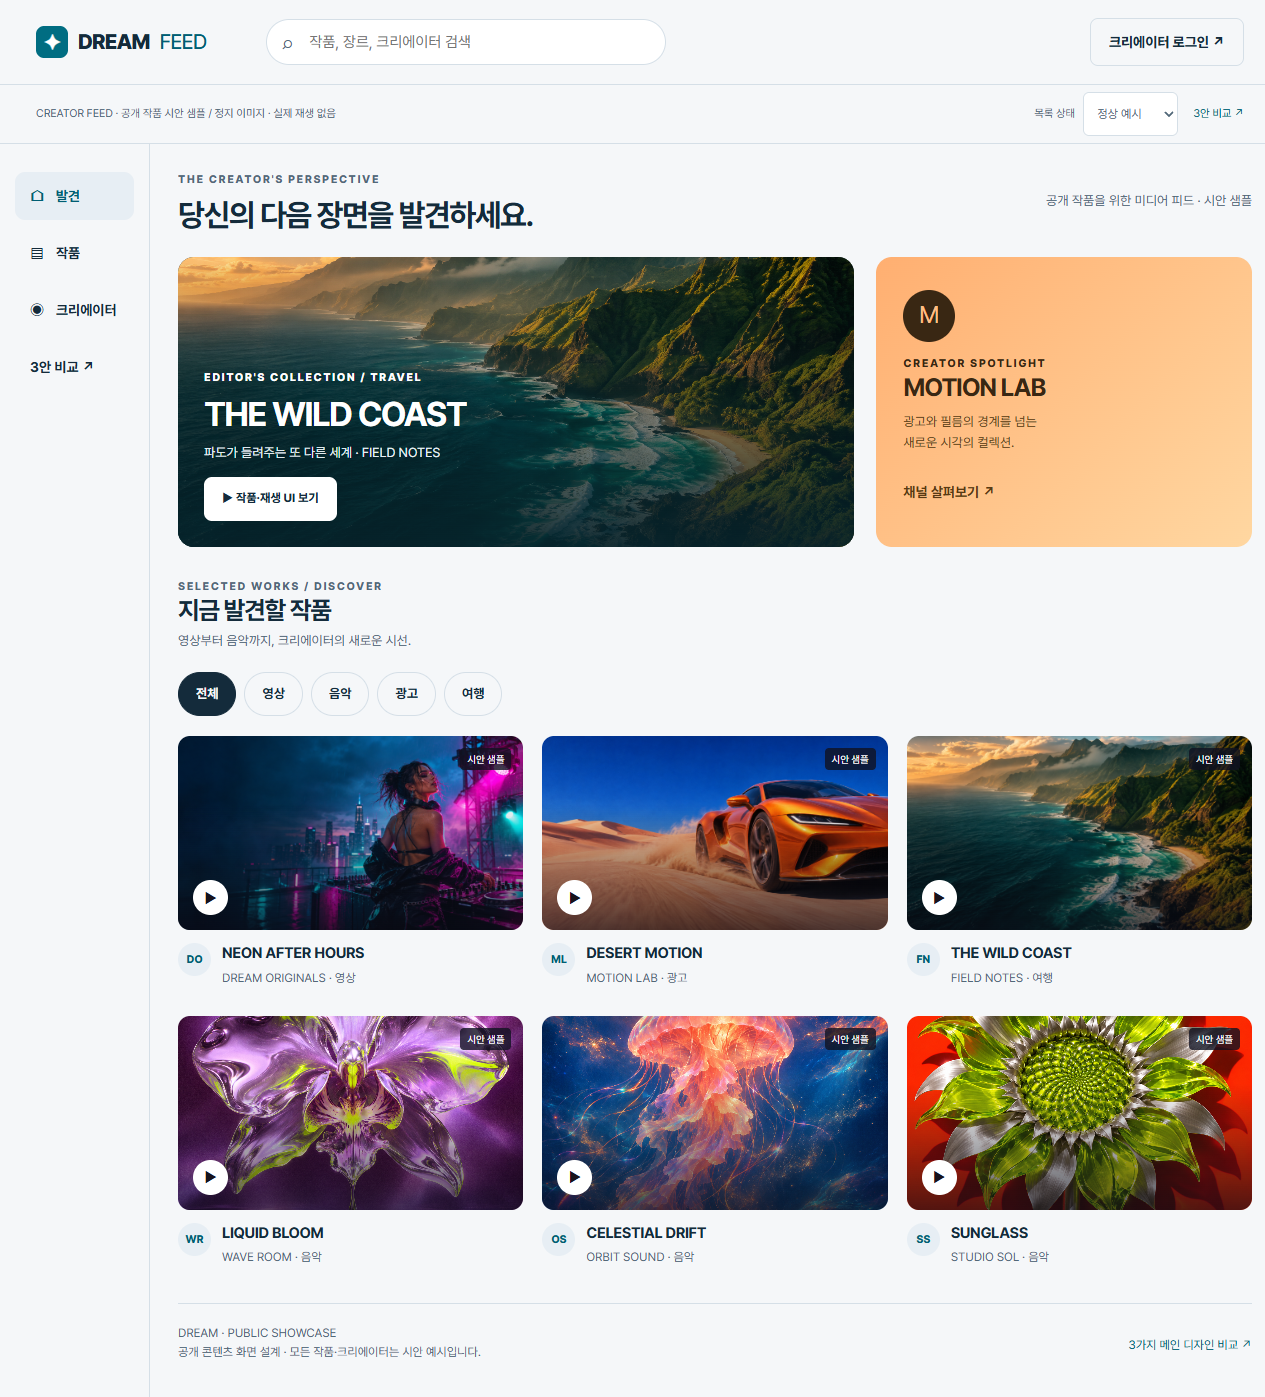 DREAM FEED
작품, 장르, 크리에이터 검색
크리에이터 로그인 ↗
CREATOR FEED · 공개 작품 시안 샘플 / 정지 이미지 · 실제 재생 없음
목록 상태
정상 예시
3안 비교 ↗
발견
작품
크리에이터
3안 비교 ↗
THE CREATOR'S PERSPECTIVE
당신의 다음 장면을 발견하세요.
공개 작품을 위한 미디어 피드 · 시안 샘플
EDITOR'S COLLECTION / TRAVEL
THE WILD COAST
파도가 들려주는 또 다른 세계 · FIELD NOTES
▶ 작품·재생 UI 보기
M
CREATOR SPOTLIGHT
MOTION LAB
광고와 필름의 경계를 넘는
새로운 시각의 컬렉션.
채널 살펴보기 ↗
SELECTED WORKS / DISCOVER
지금 발견할 작품
영상부터 음악까지, 크리에이터의 새로운 시선.
전체
영상
음악
광고
여행
시안 샘플
시안 샘플
시안 샘플
DO
NEON AFTER HOURS
DREAM ORIGINALS · 영상
ML
DESERT MOTION
MOTION LAB · 광고
FN
THE WILD COAST
FIELD NOTES · 여행
시안 샘플
시안 샘플
시안 샘플
WR
LIQUID BLOOM
WAVE ROOM · 음악
OS
CELESTIAL DRIFT
ORBIT SOUND · 음악
SS
SUNGLASS
STUDIO SOL · 음악
DREAM · PUBLIC SHOWCASE
공개 콘텐츠 화면 설계 · 모든 작품·크리에이터는 시안 예시입니다.
3가지 메인 디자인 비교 ↗